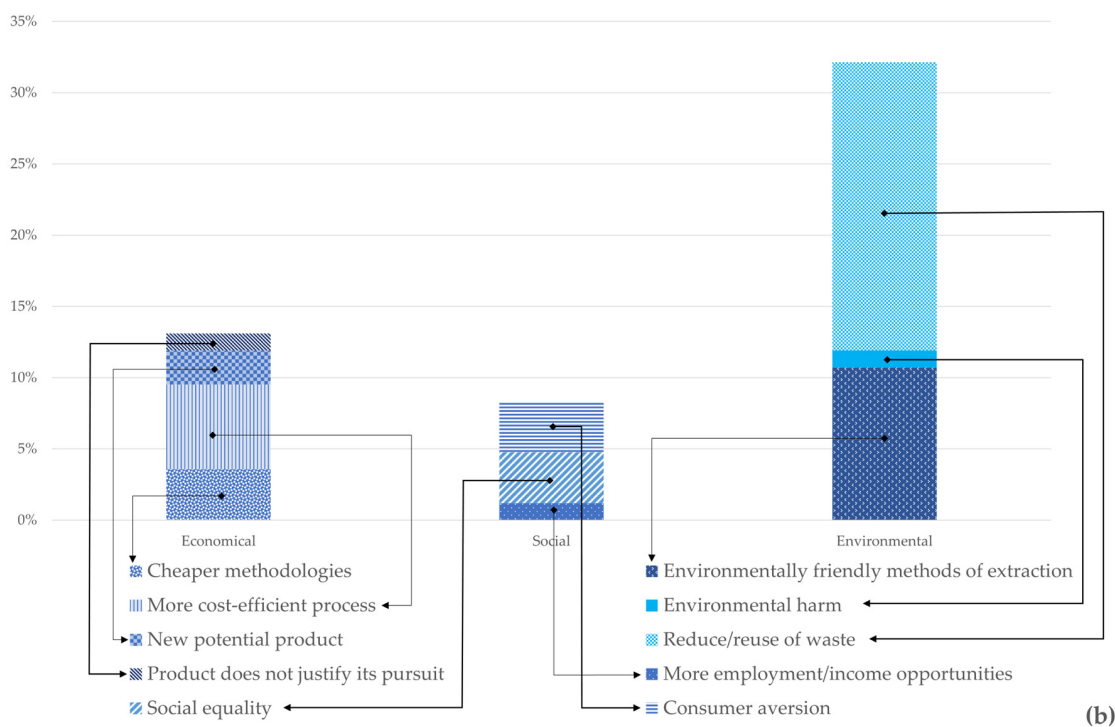 35%
30%
25%
20%
15%
10%
5%
0%
Economical Social Environmental
Cheaper methodologies
More cost-efficient process
New potential product
Product does not justify its pursuit
Social equality
Environmentally friendly methods of extraction
Environmental harm
Reduce/reuse of waste
More employment/income opportunities
Consumer aversion
(b)